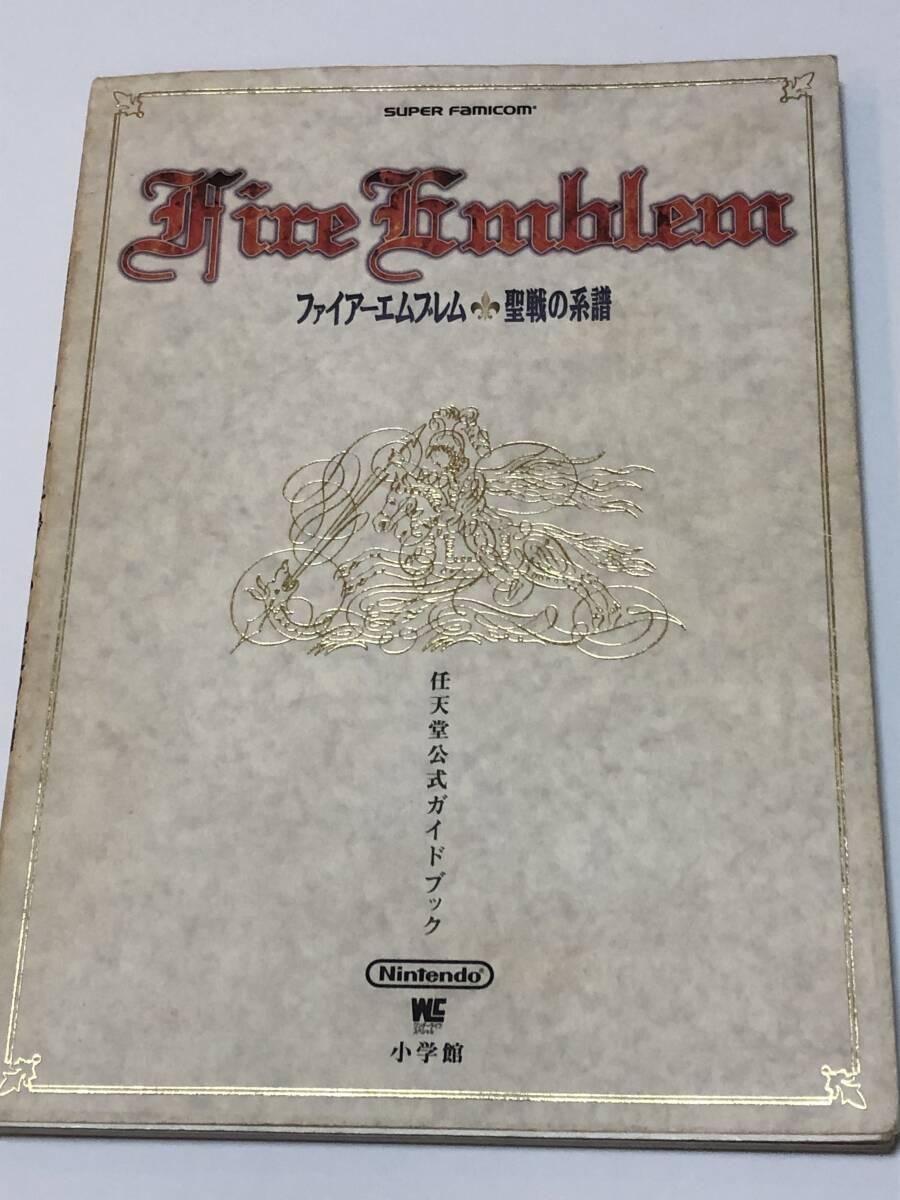 SUPER FAMICOM®
Fire Emblem
ファイアーエムブレム 聖戦の系譜
任天堂公式ガイドブック
Nintendo®
WLC
小学館